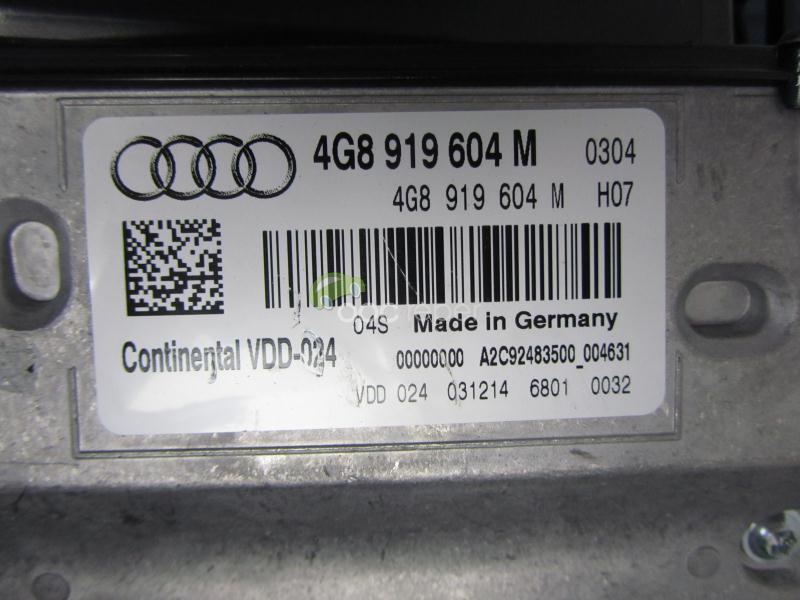 4G8 919 604 M 0304
4G8 919 604 M H07
04S Made in Germany
Continental VDD-024 00000000 A2C92483500_004631
VDD 024 031214 6801 0032